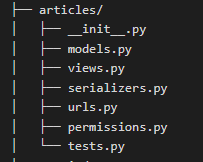 ├── articles/
│   ├── __init__.py
│   ├── models.py
│   ├── views.py
│   ├── serializers.py
│   ├── urls.py
│   ├── permissions.py
│   └── tests.py